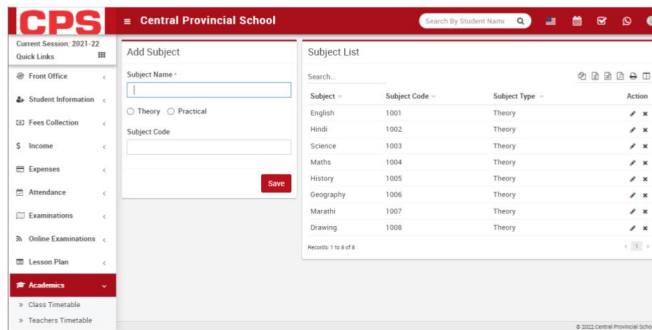 CPS
≡ Central Provincial School
Search By Student Name
Current Session: 2021-22
Quick Links
Front Office
Student Information
Fees Collection
$ Income
Expenses
Attendance
Examinations
Online Examinations
Lesson Plan
Academics
» Class Timetable
» Teachers Timetable
Add Subject
Subject Name *
Theory Practical
Subject Code
Save
Subject List
Search...
Subject Subject Code Subject Type Action
English 1001 Theory
Hindi 1002 Theory
Science 1003 Theory
Maths 1004 Theory
History 1005 Theory
Geography 1006 Theory
Marathi 1007 Theory
Drawing 1008 Theory
Records: 1 to 8 of 8
‹ 1 ›
© 2022 Central Provincial Schoo